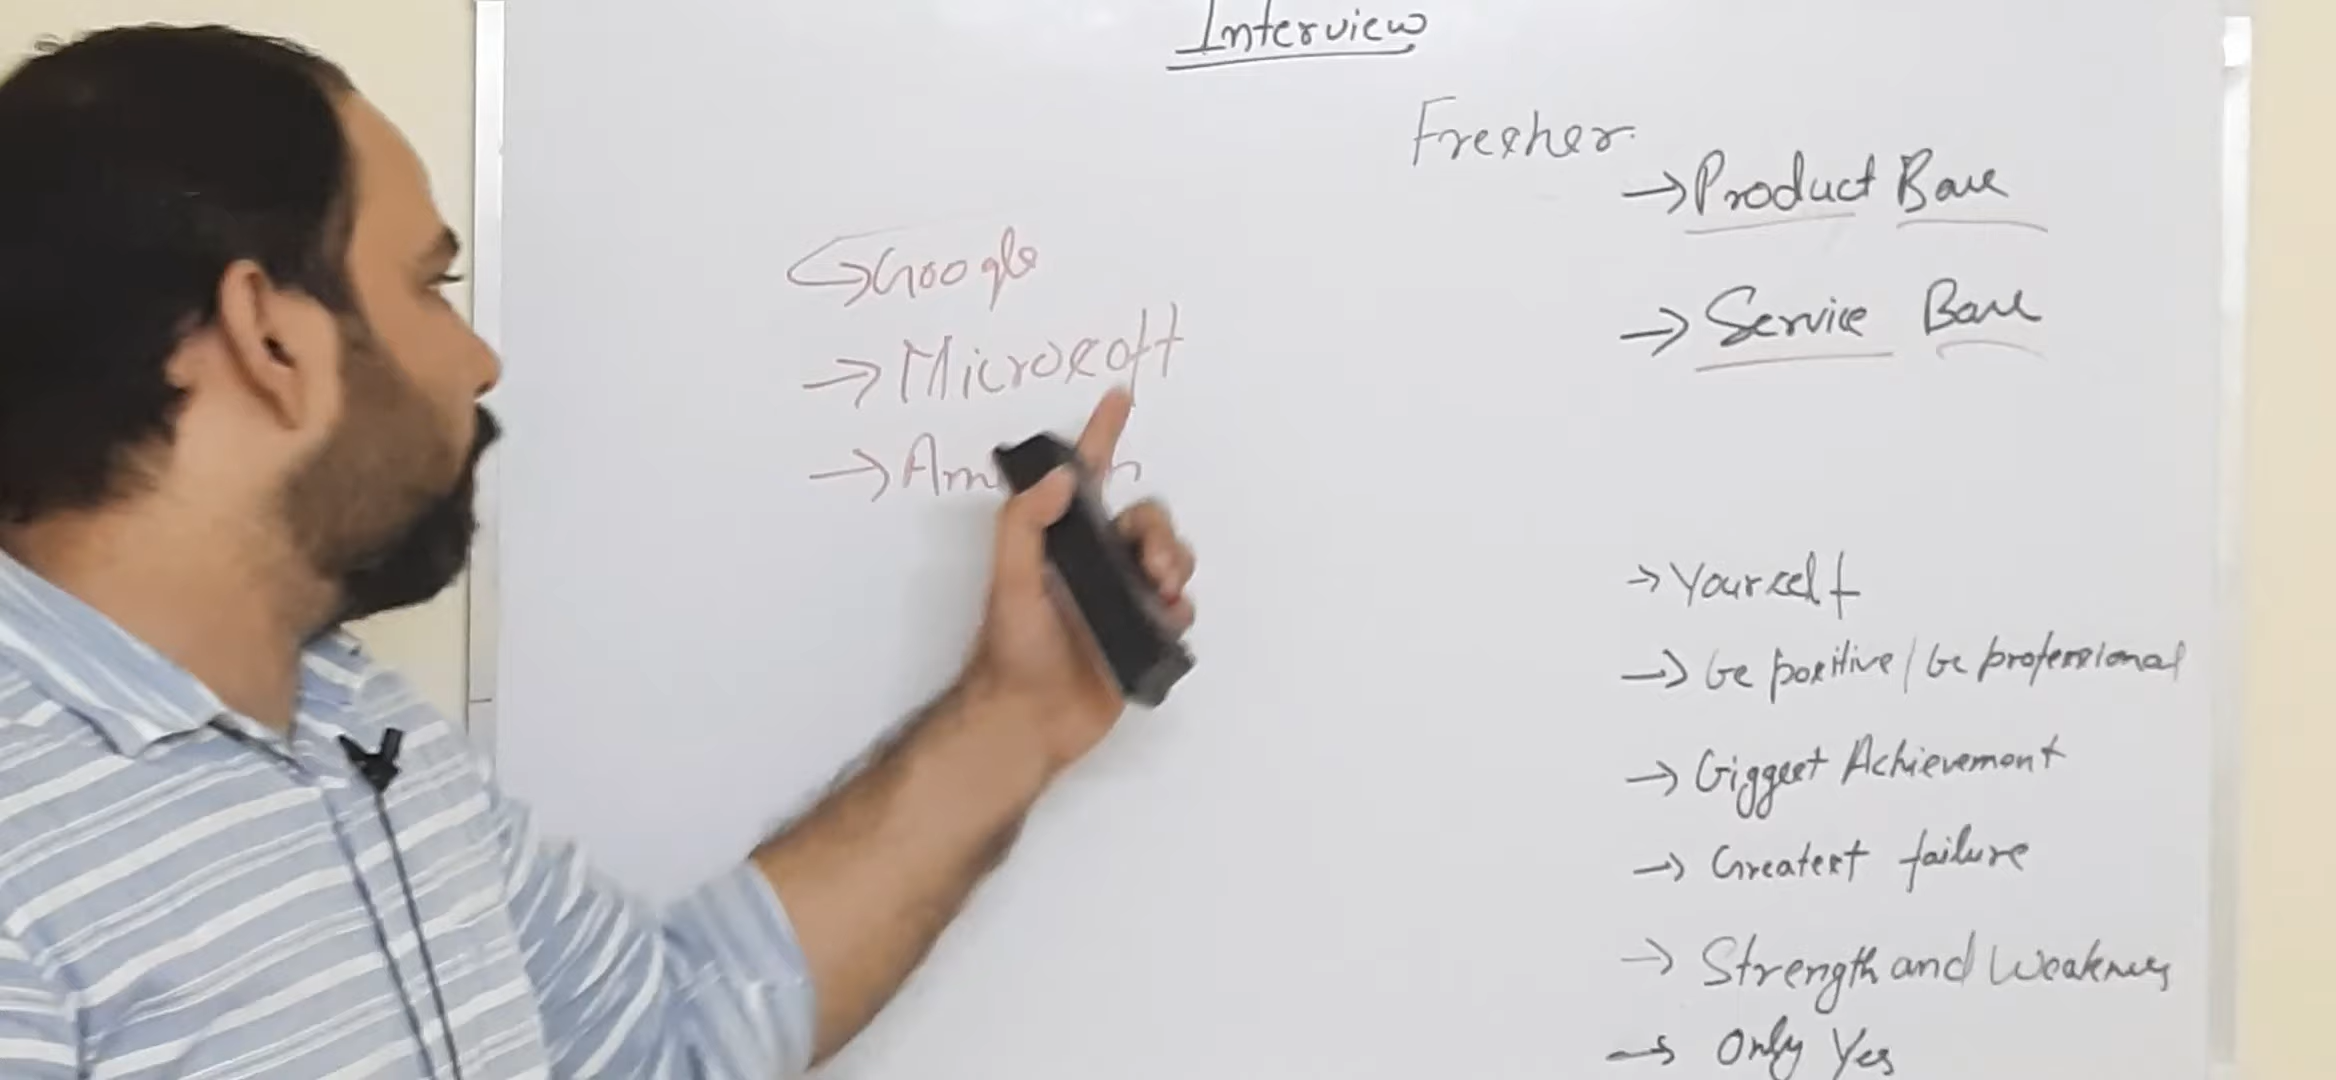 Interview
Fresher
→ Product Base
→ Service Base
→ Google
→ Microsoft
→ Yourself
→ be positive / be professional
→ biggest Achievement
→ Greatest failure
→ Strength and Weakness
→ Only Yes